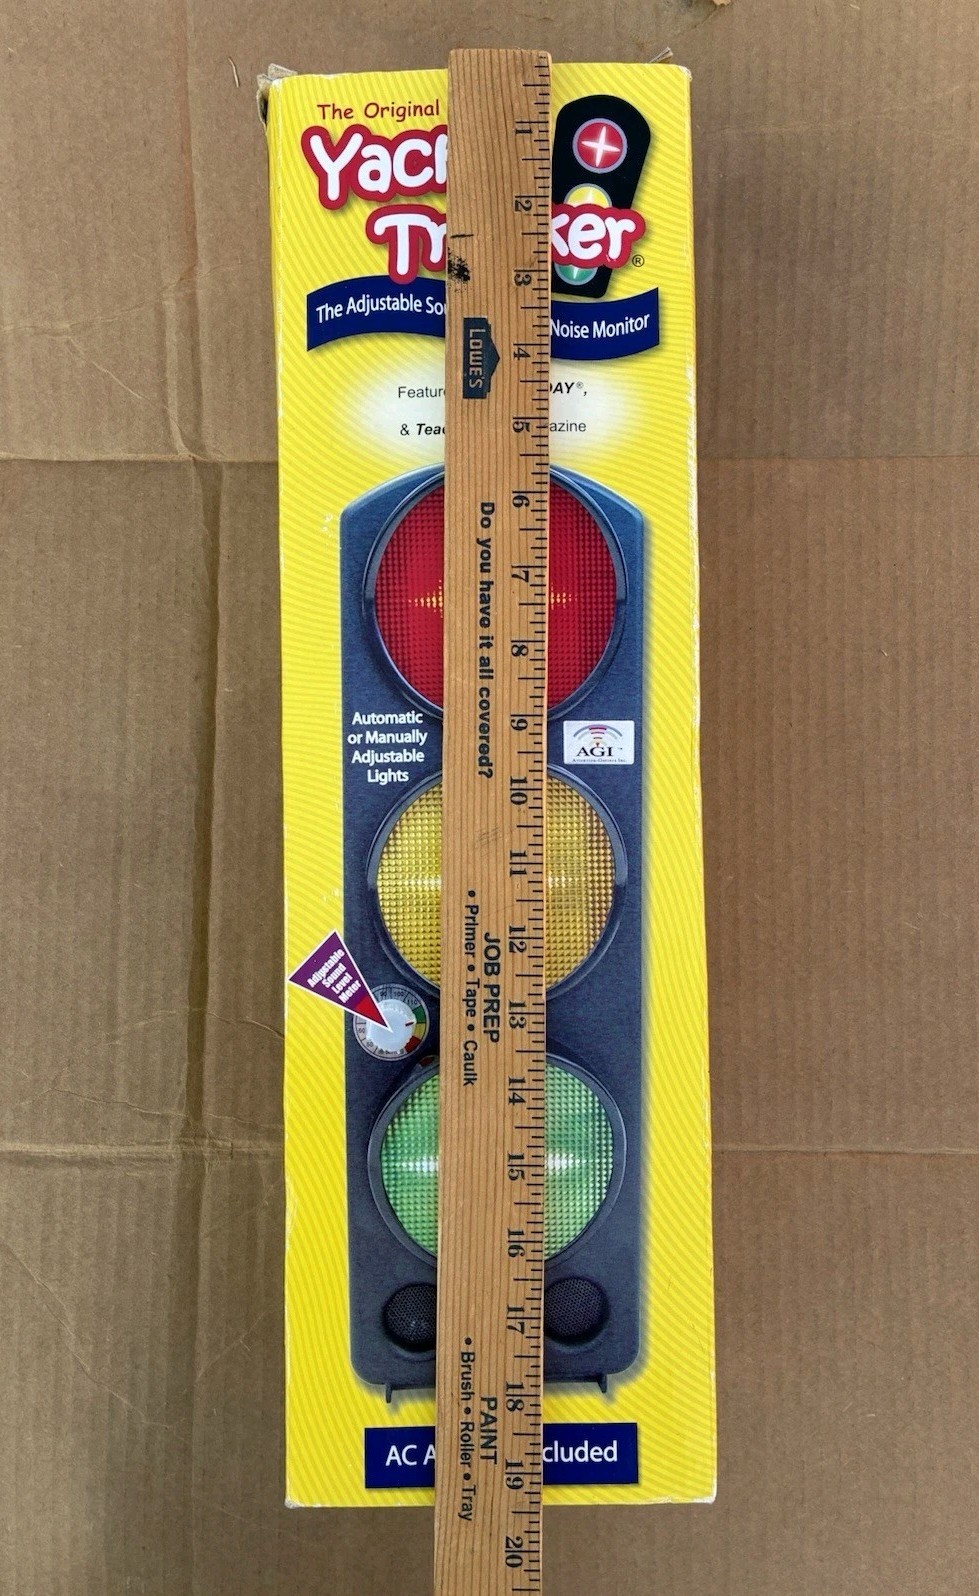 The Original
Yac
Tr ker®
The Adjustable So Noise Monitor
Featur DAY®,
& Teac azine
Automatic
or Manually
Adjustable
Lights
AGI™
Adjustable
Sound
Level
Meter
AC A cluded
1
2
3
4
5
6
7
8
9
10
11
12
13
14
15
16
17
18
19
20
LOWE'S
Do you have it all covered?
JOB PREP
• Primer • Tape • Caulk
PAINT
• Brush • Roller • Tray